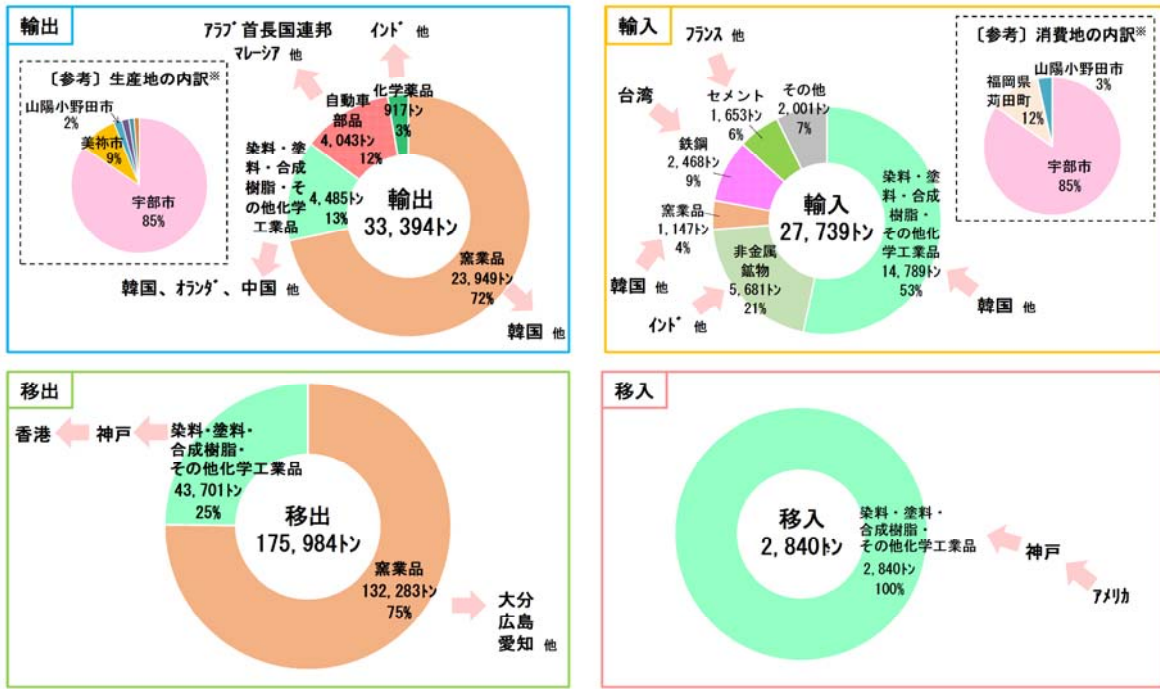 輸出
〔参考〕生産地の内訳※
山陽小野田市
2%
美祢市
9%
宇部市
85%
ｱﾗﾌﾞ首長国連邦
ﾏﾚｰｼｱ 他
ｲﾝﾄﾞ 他
化学薬品
917ﾄﾝ
3%
自動車
部品
4,043ﾄﾝ
12%
染料・塗
料・合成
樹脂・そ
の他化学
工業品
4,485ﾄﾝ
13%
輸出
33,394ﾄﾝ
窯業品
23,949ﾄﾝ
72%
韓国、ｵﾗﾝﾀﾞ、中国 他
韓国 他
輸入
ﾌﾗﾝｽ 他
〔参考〕消費地の内訳※
山陽小野田市
3%
福岡県
苅田町
12%
宇部市
85%
台湾
セメント
1,653ﾄﾝ
6%
その他
2,001ﾄﾝ
7%
鉄鋼
2,468ﾄﾝ
9%
窯業品
1,147ﾄﾝ
4%
非金属
鉱物
5,681ﾄﾝ
21%
輸入
27,739ﾄﾝ
染料・塗
料・合成
樹脂・
その他化
学工業品
14,789ﾄﾝ
53%
韓国 他
ｲﾝﾄﾞ 他
韓国 他
移出
香港
神戸
染料・塗料・
合成樹脂・
その他化学工業品
43,701ﾄﾝ
25%
移出
175,984ﾄﾝ
窯業品
132,283ﾄﾝ
75%
大分
広島
愛知 他
移入
移入
2,840ﾄﾝ
染料・塗料・
合成樹脂・
その他化学工業品
2,840ﾄﾝ
100%
神戸
ｱﾒﾘｶ